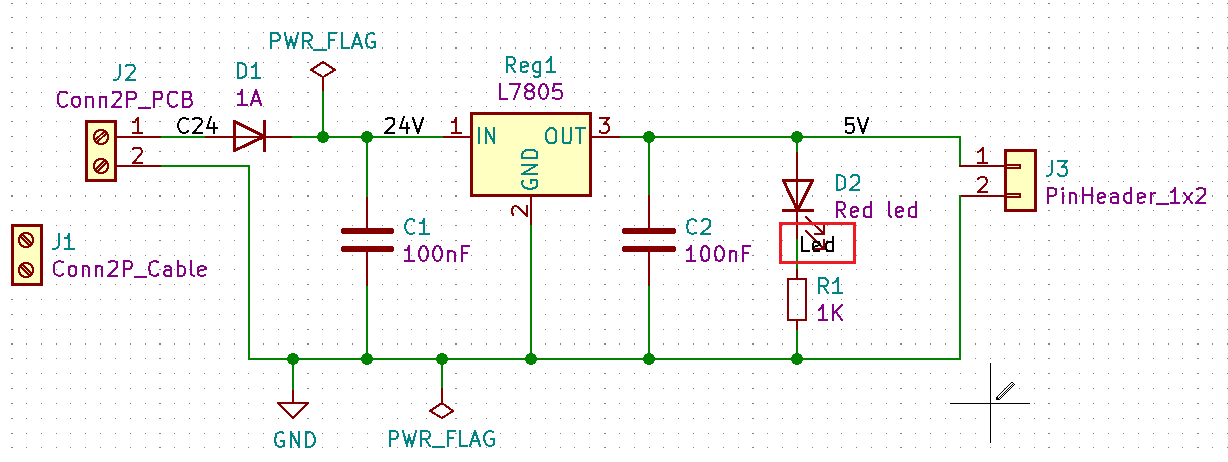 PWR_FLAG
J2
Conn2P_PCB
1
2
C24
D1
1A
24V
Reg1
L7805
1
IN
OUT
3
GND
2
5V
1
2
J3
PinHeader_1x2
D2
Red led
Led
R1
1K
C1
100nF
C2
100nF
J1
Conn2P_Cable
GND
PWR_FLAG